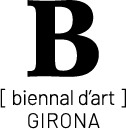 B
[ biennal d'art ]
GIRONA